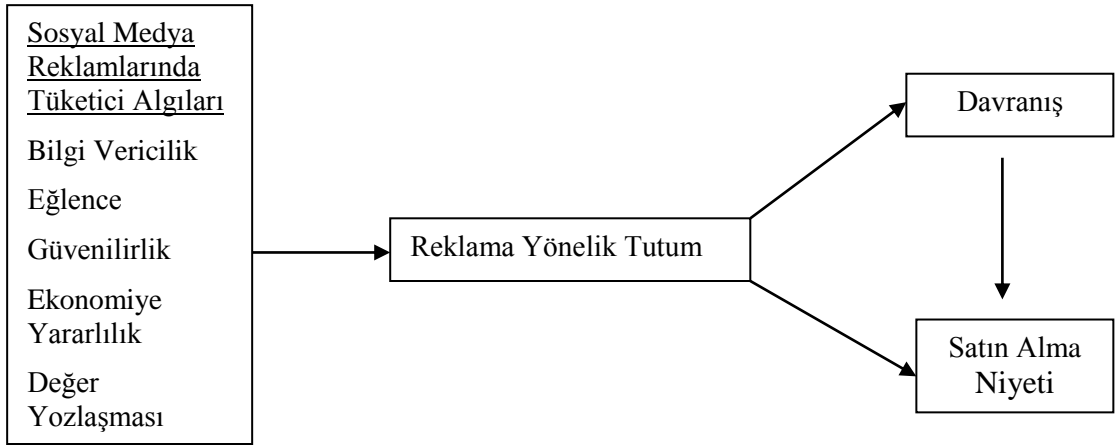 Sosyal Medya
Reklamlarında
Tüketici Algıları
Bilgi Vericilik
Eğlence
Güvenilirlik
Ekonomiye
Yararlılık
Değer
Yozlaşması
Reklama Yönelik Tutum
Davranış
Satın Alma
Niyeti